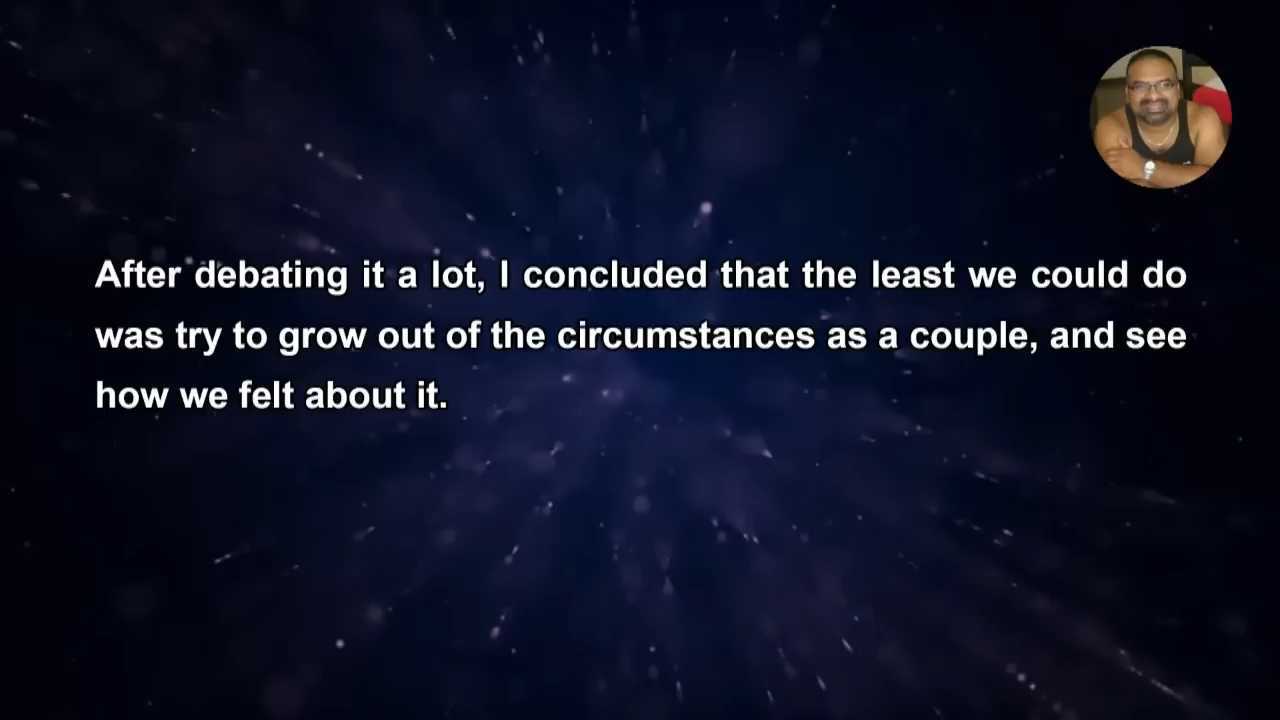 After debating it a lot, I concluded that the least we could do
was try to grow out of the circumstances as a couple, and see
how we felt about it.